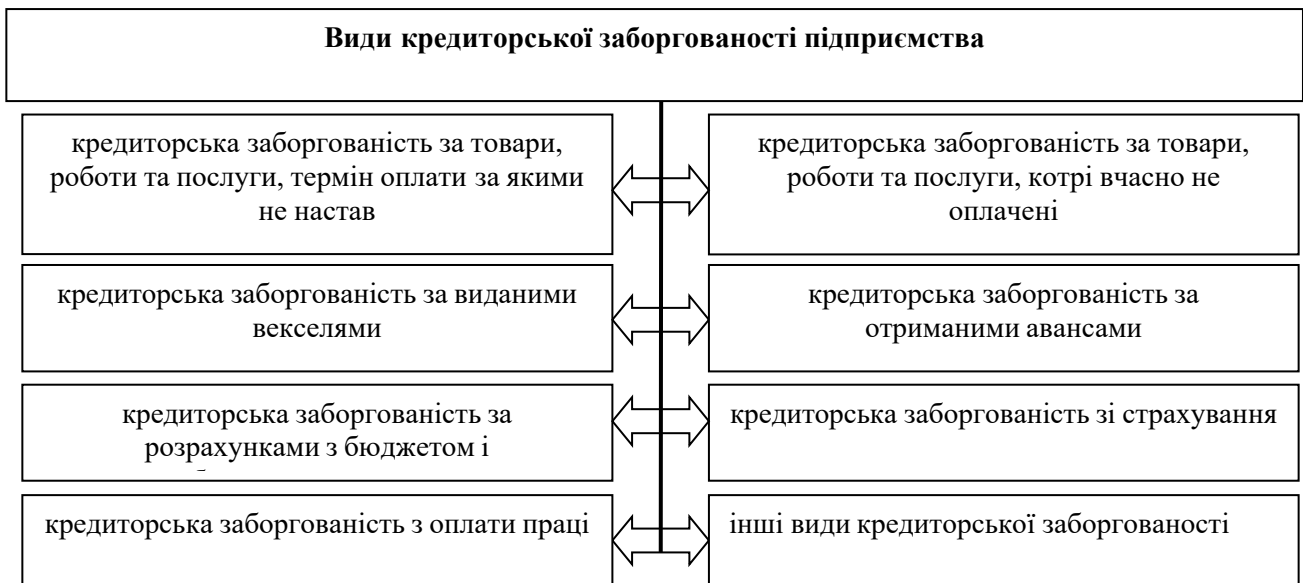 Види кредиторської заборгованості підприємства
кредиторська заборгованість за товари,
роботи та послуги, термін оплати за якими
не настав
кредиторська заборгованість за товари,
роботи та послуги, котрі вчасно не
оплачені
кредиторська заборгованість за виданими
векселями
кредиторська заборгованість за
отриманими авансами
кредиторська заборгованість за
розрахунками з бюджетом і
кредиторська заборгованість зі страхування
кредиторська заборгованість з оплати праці
інші види кредиторської заборгованості